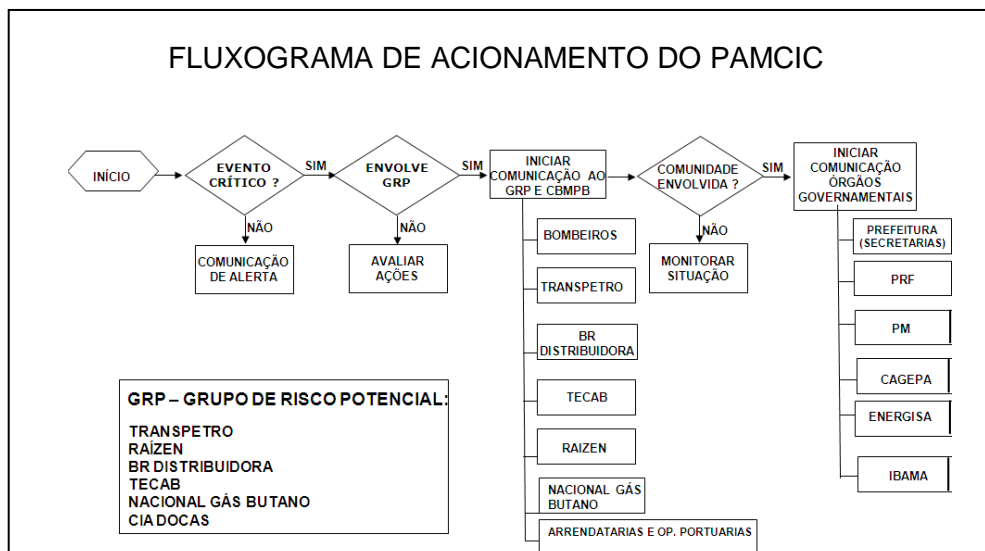 FLUXOGRAMA DE ACIONAMENTO DO PAMCIC
INÍCIO
EVENTO
CRÍTICO ?
SIM
NÃO
COMUNICAÇÃO
DE ALERTA
ENVOLVE
GRP
SIM
NÃO
AVALIAR
AÇÕES
INICIAR
COMUNICAÇÃO AO
GRP E CBMPB
BOMBEIROS
TRANSPETRO
BR
DISTRIBUIDORA
TECAB
RAIZEN
NACIONAL GÁS
BUTANO
ARRENDATARIAS E OP. PORTUARIAS
COMUNIDADE
ENVOLVIDA ?
SIM
NÃO
MONITORAR
SITUAÇÃO
INICIAR
COMUNICAÇÃO
ÓRGÃOS
GOVERNAMENTAIS
PREFEITURA
(SECRETARIAS)
PRF
PM
CAGEPA
ENERGISA
IBAMA
GRP – GRUPO DE RISCO POTENCIAL:
TRANSPETRO
RAÍZEN
BR DISTRIBUIDORA
TECAB
NACIONAL GÁS BUTANO
CIA DOCAS